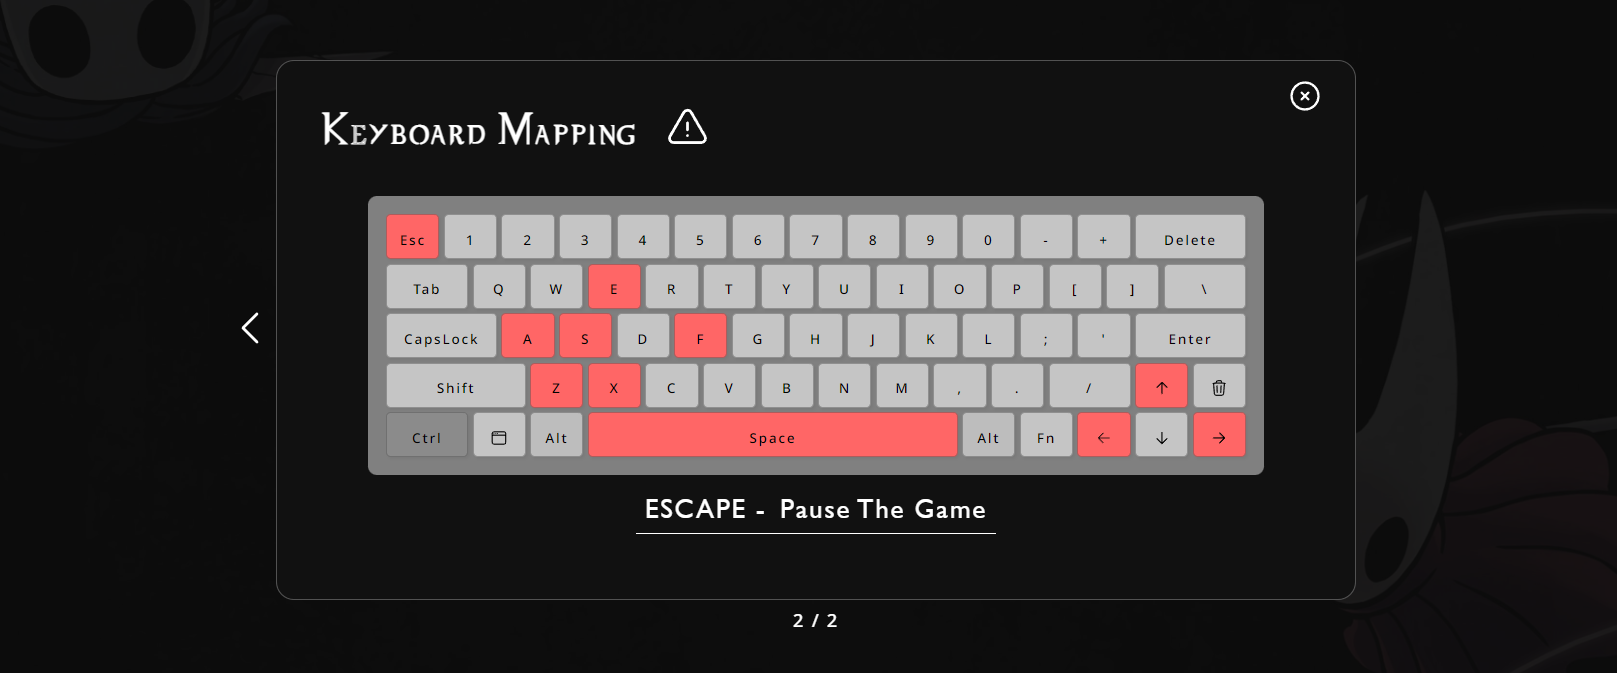 Keyboard Mapping
Esc 1 2 3 4 5 6 7 8 9 0 - + Delete
Tab Q W E R T Y U I O P [ ] \
CapsLock A S D F G H J K L ; ' Enter
Shift Z X C V B N M , . / ↑
Ctrl Alt Space Alt Fn ← ↓ →
ESCAPE - Pause The Game
2 / 2